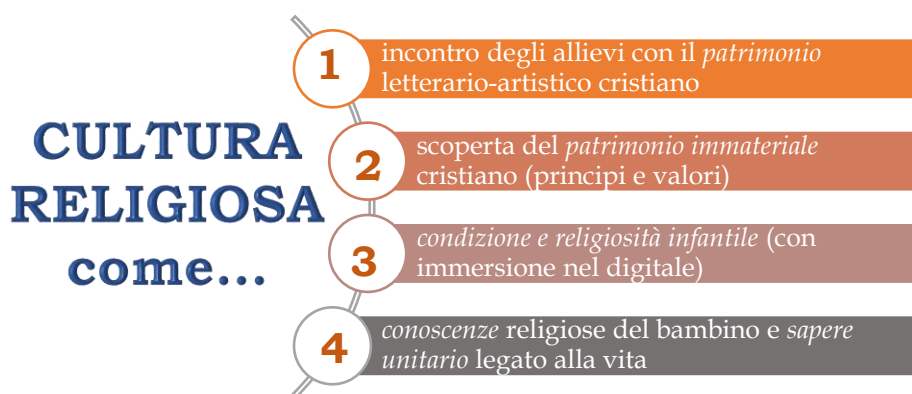 CULTURA
RELIGIOSA
come...
1
incontro degli allievi con il patrimonio
letterario-artistico cristiano
2
scoperta del patrimonio immateriale
cristiano (principi e valori)
3
condizione e religiosità infantile (con
immersione nel digitale)
4
conoscenze religiose del bambino e sapere
unitario legato alla vita